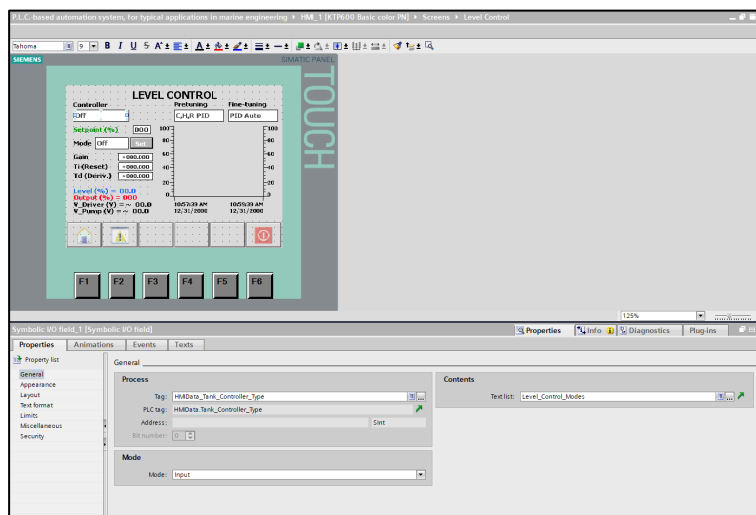 P.L.C.-based automation system, for typical applications in marine engineering ▸ HMI_1 [KTP600 Basic color PN] ▸ Screens ▸ Level Control
Tahoma 9 B I U S A
SIEMENS SIMATIC PANEL
TOUCH
LEVEL CONTROL
Controller Pretuning Fine-tuning
Off C,H,R PID PID Auto
Setpoint (%) 000 100 100
Mode Off Set 80 80
Gain +000.000 60 60
Ti (Reset) +000.000 40 40
Td (Deriv.) +000.000 20 20
Level (%) = 00.0 0 0
Output (%) = 000
V_Driver (V) =~ 00.0 10:57:39 AM 10:59:39 AM
V_Pump (V) =~ 00.0 12/31/2000 12/31/2000
F1 F2 F3 F4 F5 F6
125%
Symbolic I/O field_1 [Symbolic I/O field] Properties Info Diagnostics Plug-ins
Properties Animations Events Texts
Property list General
General
Appearance
Layout
Text format
Limits
Miscellaneous
Security
Process
Tag: HMIData_Tank_Controller_Type
PLC tag: HMIData.Tank_Controller_Type
Address: SInt
Bit number: 0
Mode
Mode: Input
Contents
Text list: Level_Control_Modes